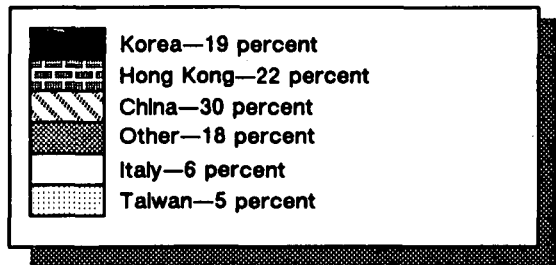 Korea—19 percent
Hong Kong—22 percent
China—30 percent
Other—18 percent
Italy—6 percent
Taiwan—5 percent